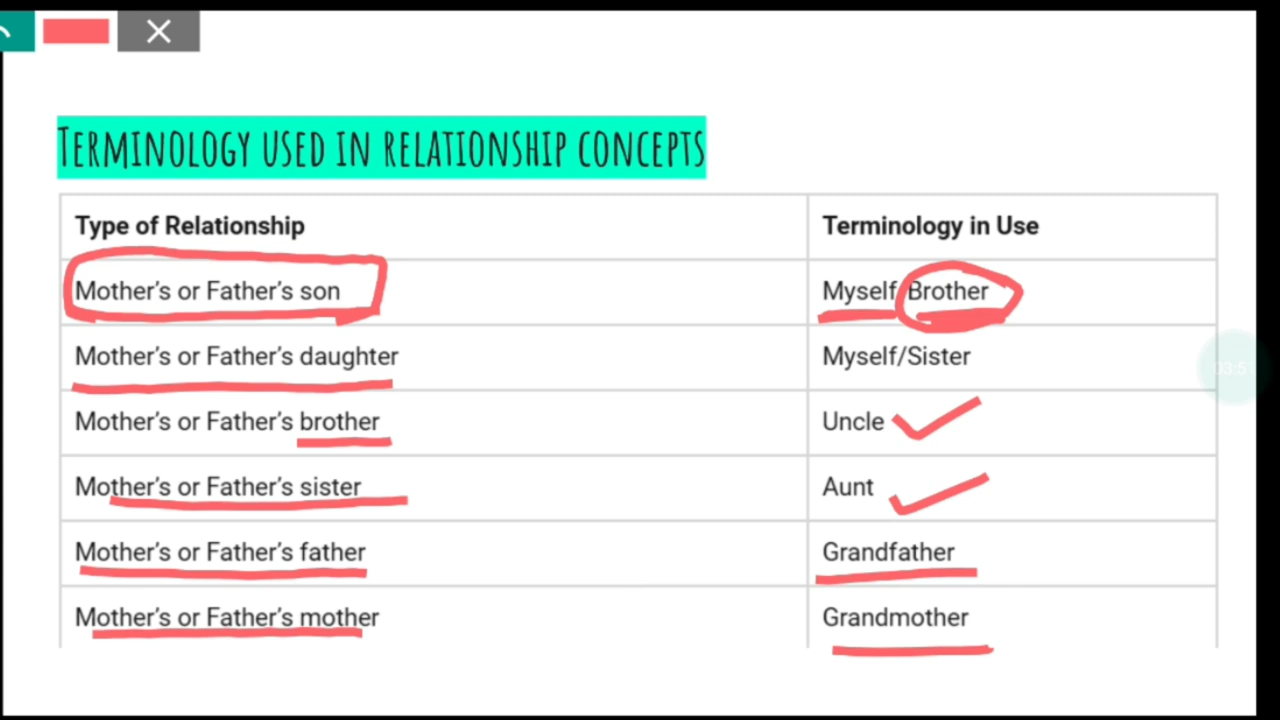 TERMINOLOGY USED IN RELATIONSHIP CONCEPTS
Type of Relationship Terminology in Use
Mother's or Father's son Myself/Brother
Mother's or Father's daughter Myself/Sister
Mother's or Father's brother Uncle
Mother's or Father's sister Aunt
Mother's or Father's father Grandfather
Mother's or Father's mother Grandmother